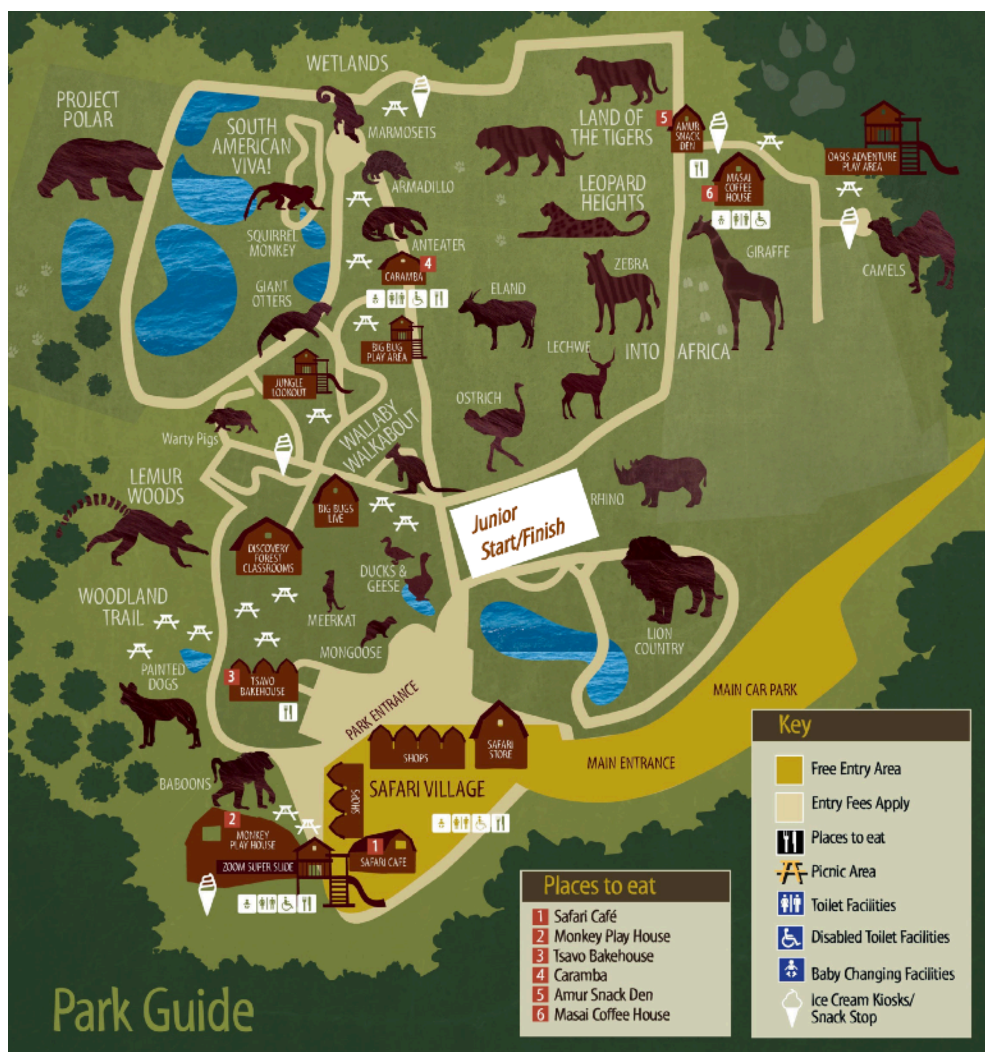 WETLANDS
PROJECT
POLAR
SOUTH
AMERICAN
VIVA!
MARMOSETS
ARMADILLO
LAND OF
THE TIGERS
5
AMUR
SNACK
DEN
6
MASAI
COFFEE
HOUSE
OASIS ADVENTURE
PLAY AREA
LEOPARD
HEIGHTS
SQUIRREL
MONKEY
ANTEATER
4
CARAMBA
GIRAFFE
CAMELS
ZEBRA
ELAND
GIANT
OTTERS
BIG BUG
PLAY AREA
LECHWE
INTO AFRICA
JUNGLE
LOOKOUT
OSTRICH
WALLABY
WALKABOUT
Warty Pigs
LEMUR
WOODS
BIG BUGS
LIVE
RHINO
Junior
Start/Finish
DISCOVERY
FOREST
CLASSROOMS
DUCKS &
GEESE
WOODLAND
TRAIL
MEERKAT
MONGOOSE
LION
COUNTRY
PAINTED
DOGS
3
TSAVO
BAKEHOUSE
PARK ENTRANCE
MAIN CAR PARK
SHOPS
SAFARI
STORE
MAIN ENTRANCE
BABOONS
SHOPS
SAFARI VILLAGE
2
MONKEY
PLAY HOUSE
1
SAFARI CAFE
ZOOM SUPER SLIDE
Key
Free Entry Area
Entry Fees Apply
Places to eat
Picnic Area
Toilet Facilities
Disabled Toilet Facilities
Baby Changing Facilities
Ice Cream Kiosks/
Snack Stop
Places to eat
1 Safari Café
2 Monkey Play House
3 Tsavo Bakehouse
4 Caramba
5 Amur Snack Den
6 Masai Coffee House
Park Guide